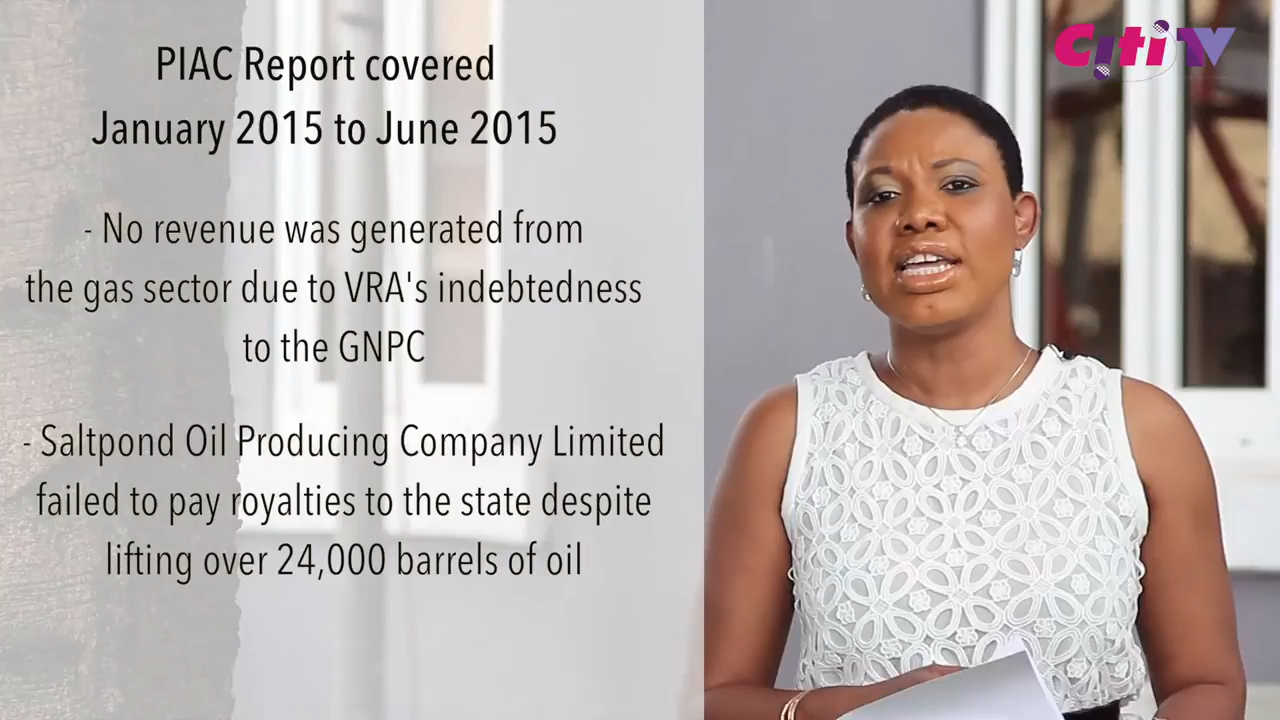 PIAC Report covered
January 2015 to June 2015
- No revenue was generated from
the gas sector due to VRA's indebtedness
to the GNPC
- Saltpond Oil Producing Company Limited
failed to pay royalties to the state despite
lifting over 24,000 barrels of oil
Citi TV